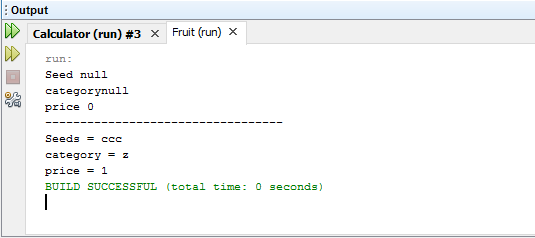 Output
Calculator (run) #3 × Fruit (run) ×
run:
Seed null
categorynull
price 0
----------------------------------
Seeds = ccc
category = z
price = 1
BUILD SUCCESSFUL (total time: 0 seconds)